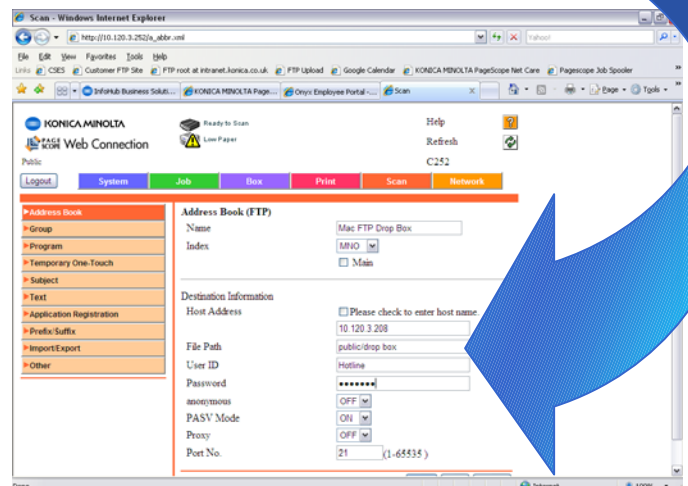 Scan - Windows Internet Explorer
http://10.120.3.252/a_abbr.xml
Yahoo!
File Edit View Favorites Tools Help
Links CSES Customer FTP Site FTP root at intranet.konica.co.uk FTP Upload Google Calendar KONICA MINOLTA PageScope Net Care Pagescope Job Spooler
InfoHub Business Soluti... KONICA MINOLTA Page... Onyx Employee Portal -... Scan X Page Tools
KONICA MINOLTA Ready to Scan Help
PAGE SCOPE Web Connection Low Paper Refresh
Public C252
Logout System Job Box Print Scan Network
Address Book Address Book (FTP)
Group Name Mac FTP Drop Box
Program Index MNO
Temporary One-Touch Main
Subject
Text Destination Information
Application Registration Host Address Please check to enter host name.
Prefix/Suffix 10.120.3.208
Import/Export File Path public/drop box
Other User ID Hotline
Password •••••••
anonymous OFF
PASV Mode ON
Proxy OFF
Port No. 21 (1-65535 )